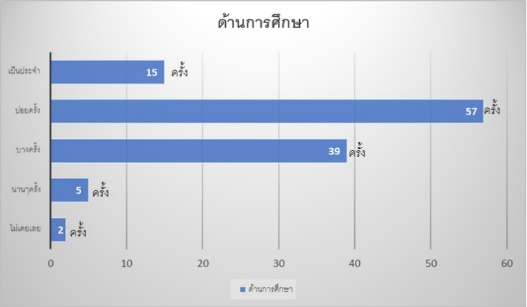 ด้านการศึกษา
เป็นประจำ 15 ครั้ง
บ่อยครั้ง 57 ครั้ง
บางครั้ง 39 ครั้ง
นานๆครั้ง 5 ครั้ง
ไม่เคยเลย 2 ครั้ง
0 10 20 30 40 50 60
ด้านการศึกษา